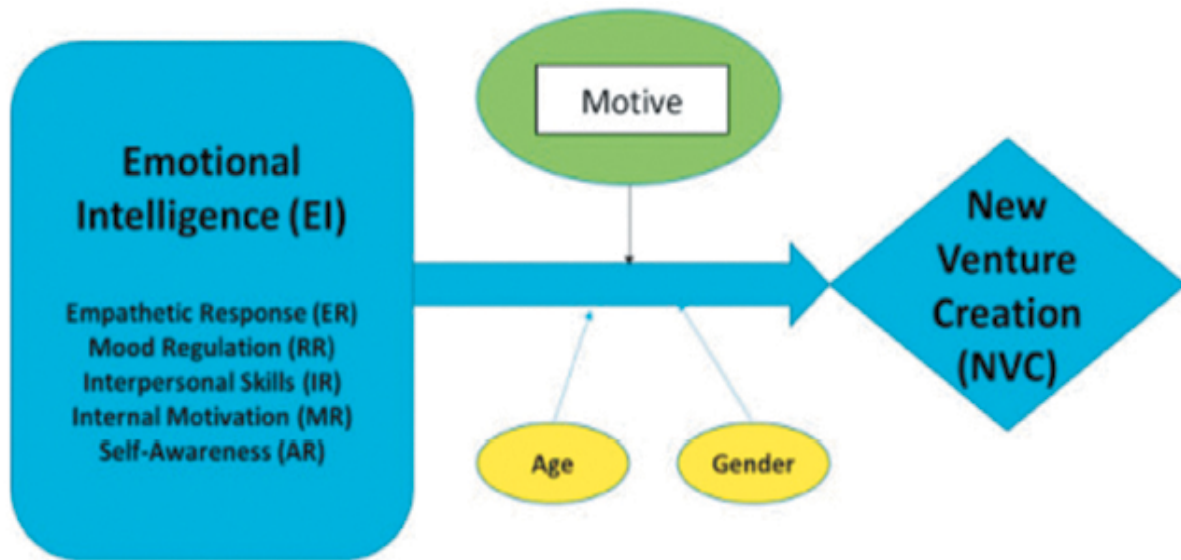 Emotional
Intelligence (EI)
Empathetic Response (ER)
Mood Regulation (RR)
Interpersonal Skills (IR)
Internal Motivation (MR)
Self-Awareness (AR)
Motive
Age
Gender
New
Venture
Creation
(NVC)